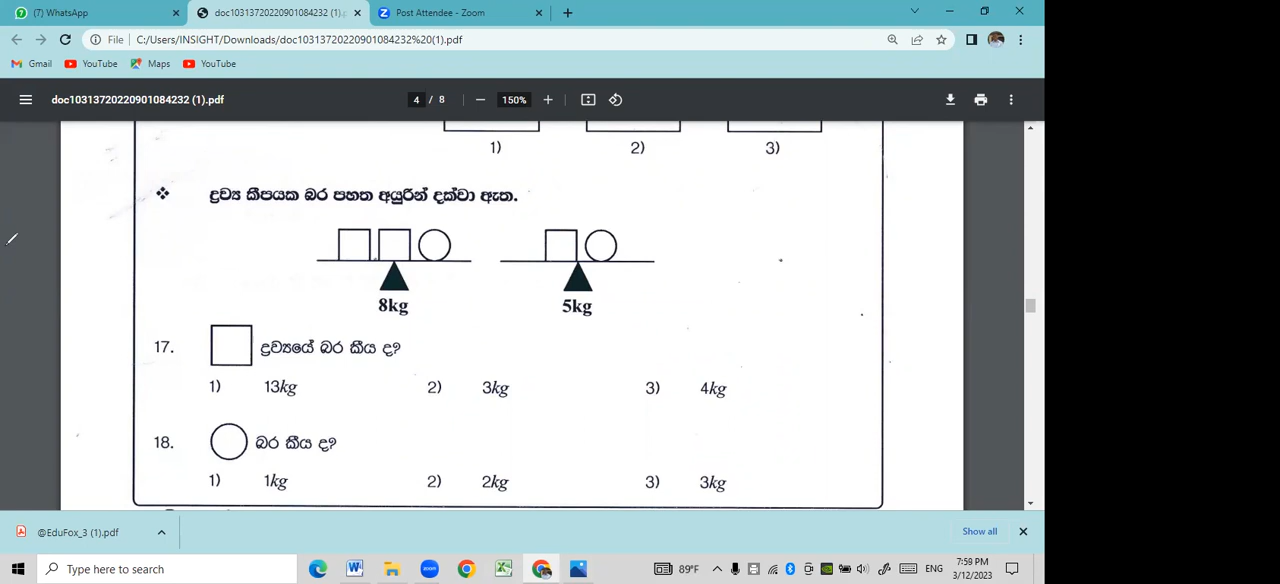 (7) WhatsApp
doc10313720220901084232 (1).p
Post Attendee - Zoom
File
C:/Users/INSIGHT/Downloads/doc10313720220901084232%20(1).pdf
Gmail
YouTube
Maps
YouTube
doc10313720220901084232 (1).pdf
4 / 8
150%
1) 2) 3)
❖ ද්‍රව්‍ය කීපයක බර පහත අයුරින් දක්වා ඇත.
8kg 5kg
17. ද්‍රව්‍යයේ බර කීය ද?
1) 13kg 2) 3kg 3) 4kg
18. බර කීය ද?
1) 1kg 2) 2kg 3) 3kg
@EduFox_3 (1).pdf
Show all
Type here to search
89°F
ENG
7:59 PM
3/12/2023